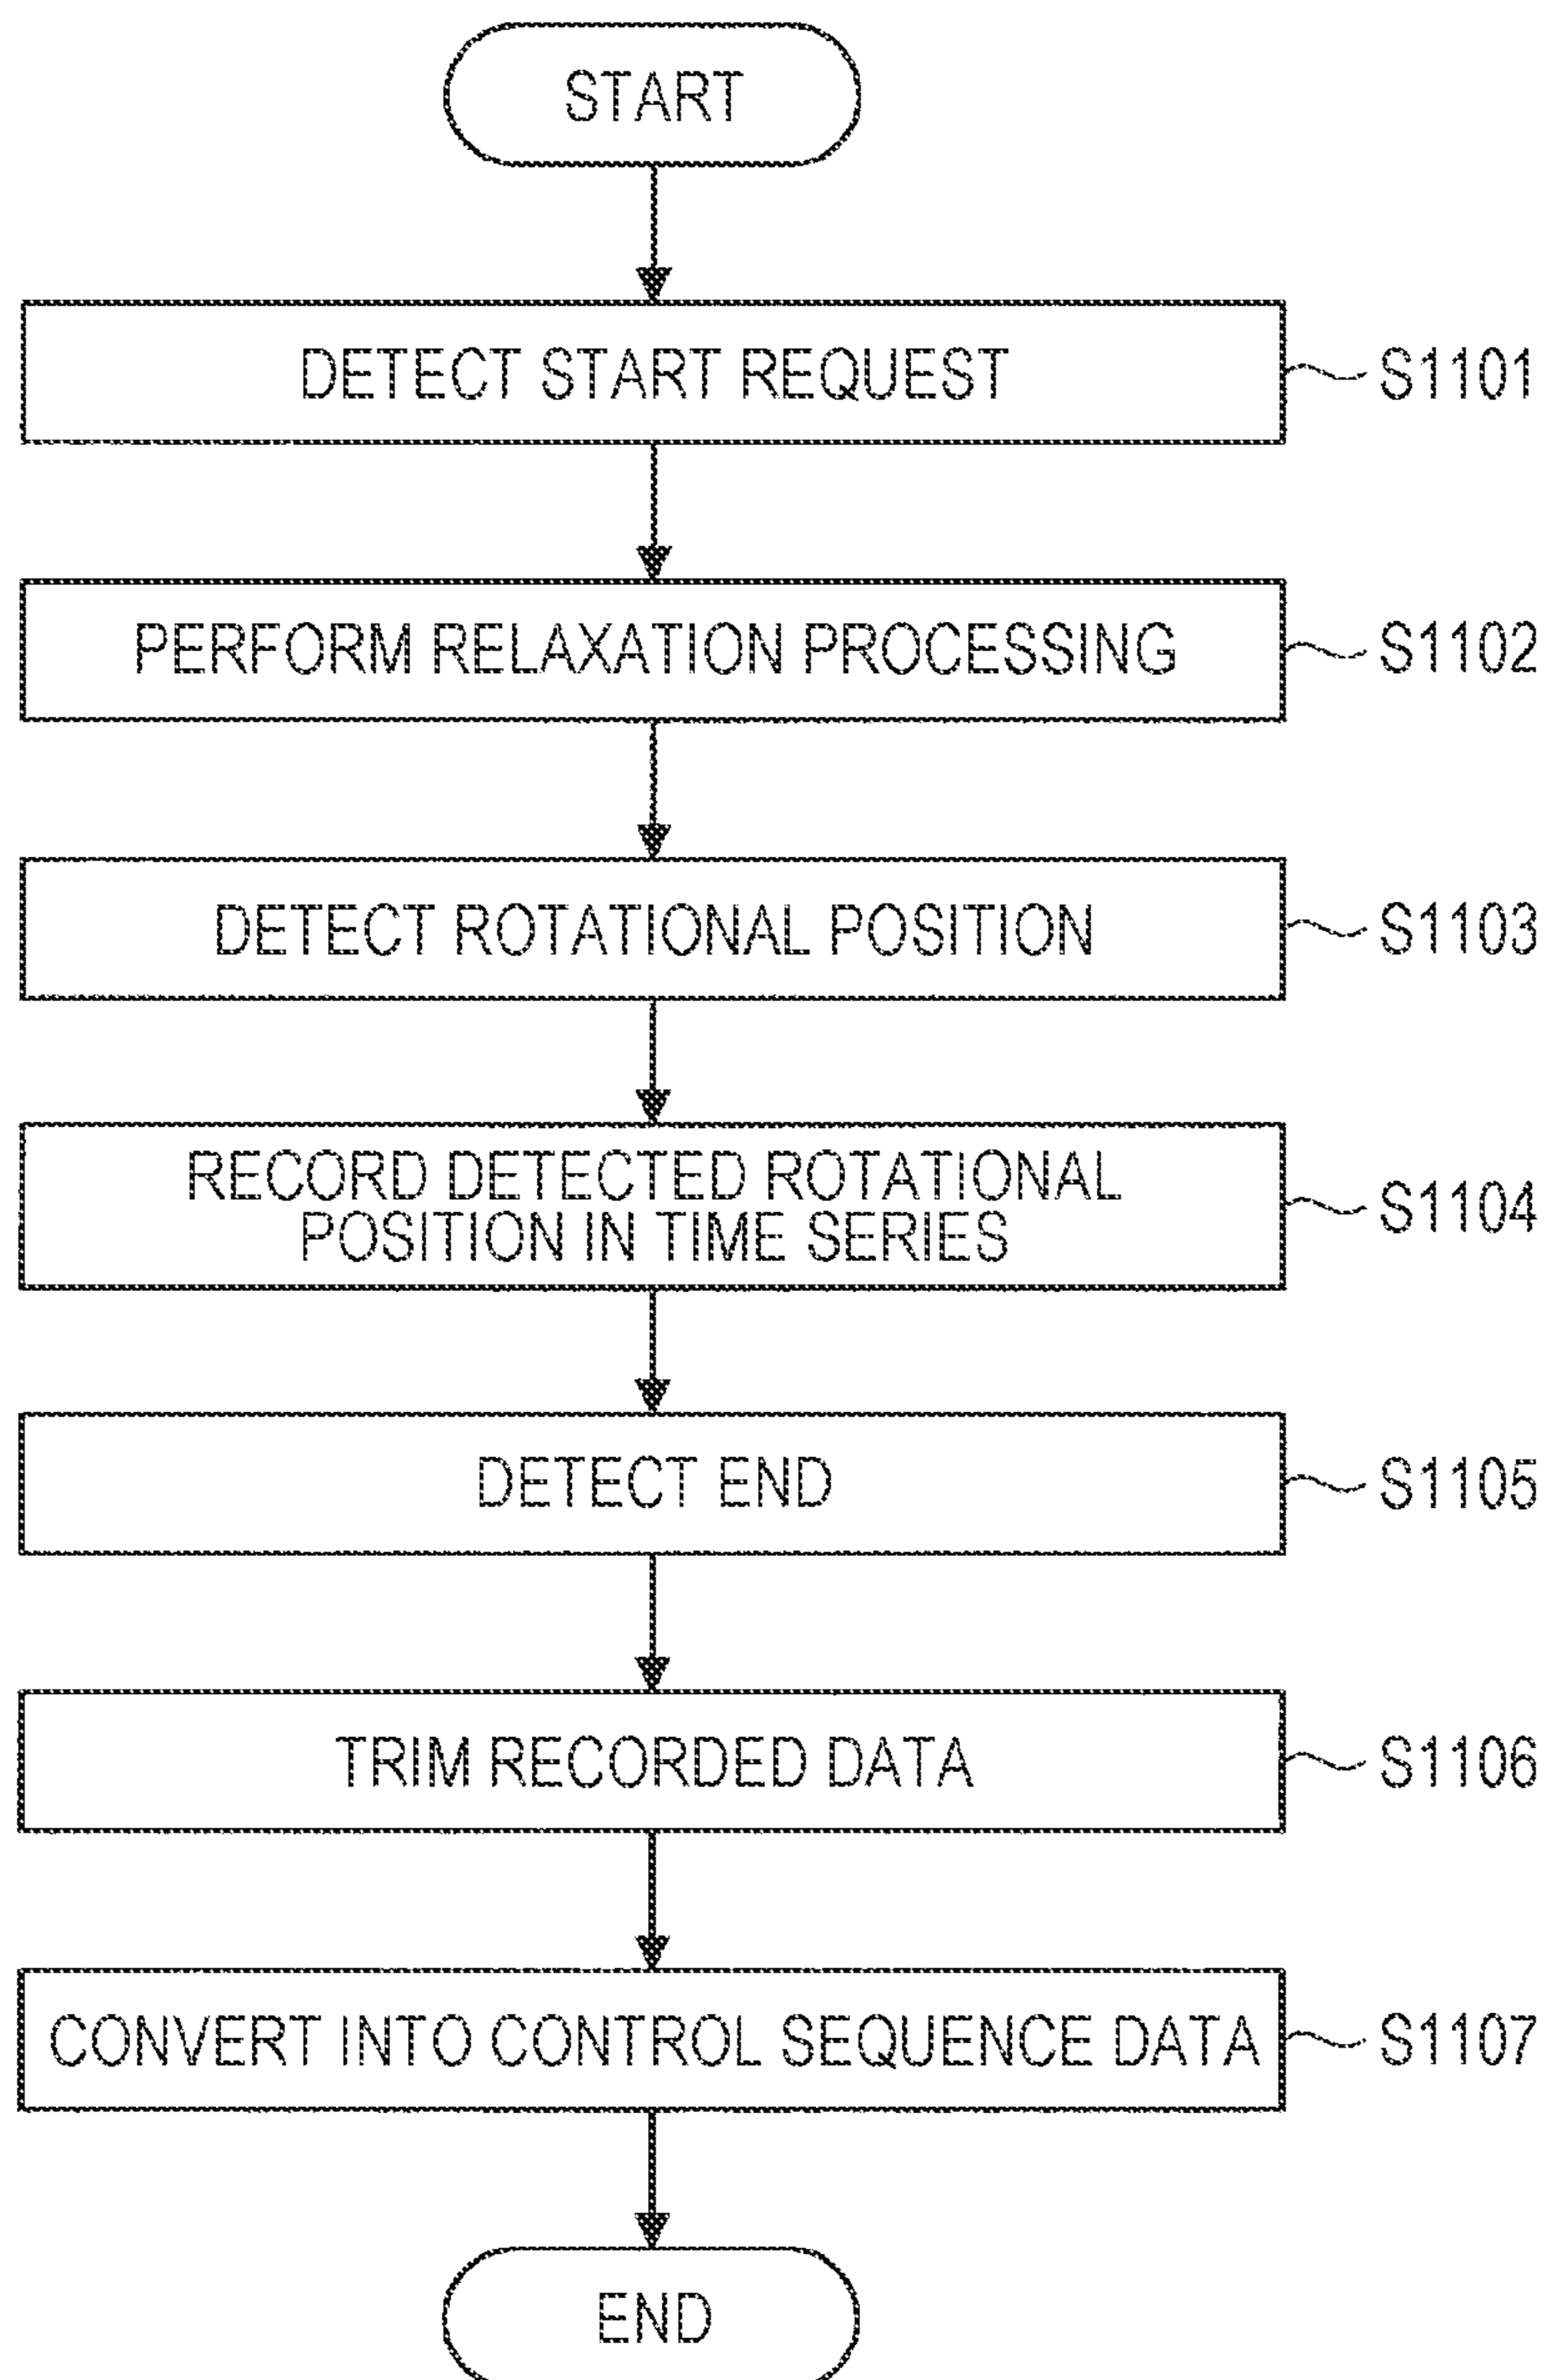 START
DETECT START REQUEST
S1101
PERFORM RELAXATION PROCESSING
S1102
DETECT ROTATIONAL POSITION
S1103
RECORD DETECTED ROTATIONAL
POSITION IN TIME SERIES
S1104
DETECT END
S1105
TRIM RECORDED DATA
S1106
CONVERT INTO CONTROL SEQUENCE DATA
S1107
END